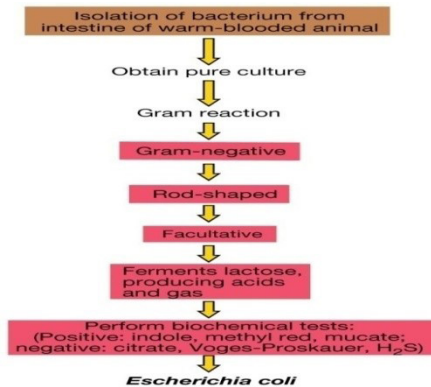 Isolation of bacterium from
intestine of warm-blooded animal
Obtain pure culture
Gram reaction
Gram-negative
Rod-shaped
Facultative
Ferments lactose,
producing acids
and gas
Perform biochemical tests:
(Positive: indole, methyl red, mucate;
negative: citrate, Voges-Proskauer, H₂S)
Escherichia coli